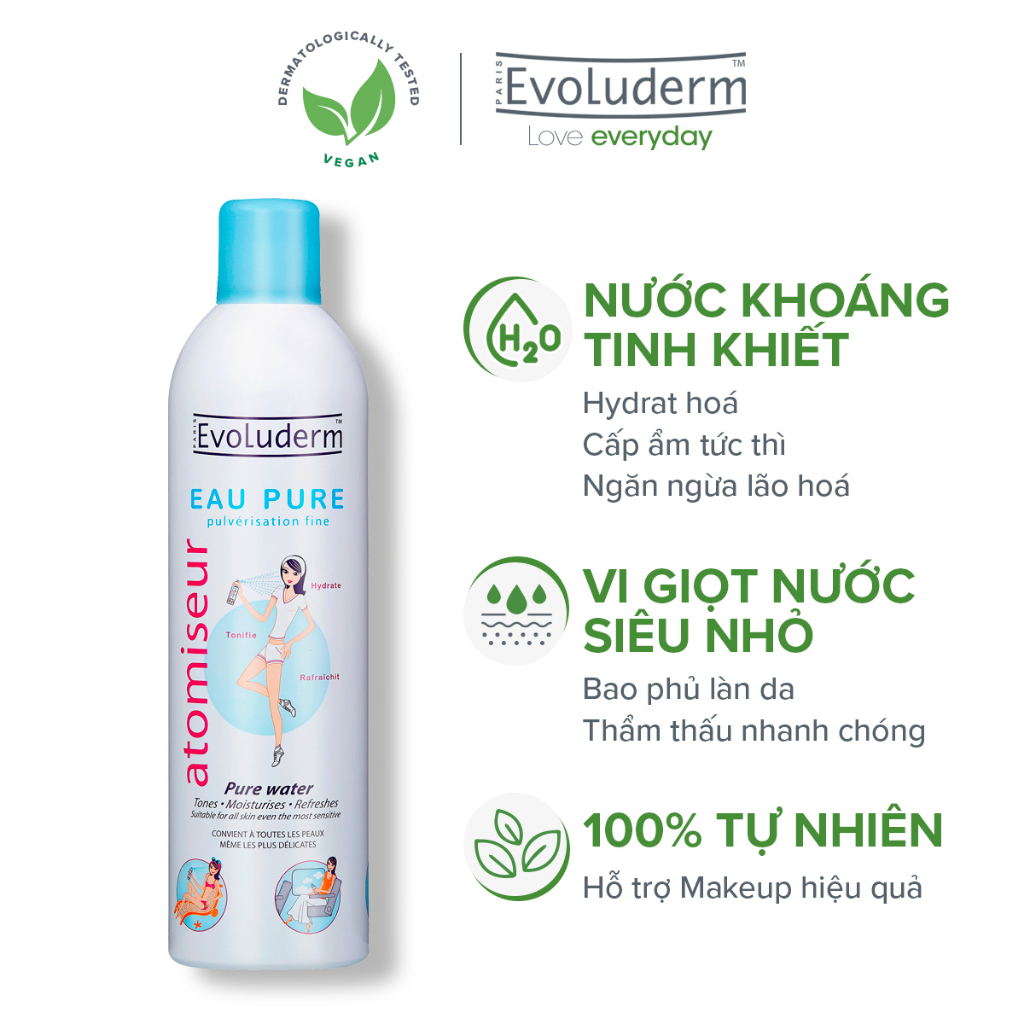 DERMATOLOGICALLY TESTED
VEGAN
PARIS
Evoluderm™
Love everyday
PARIS
Evoluderm™
EAU PURE
pulvérisation fine
atomiseur
Hydrate
Tonifie
Rafraîchit
Pure water
Tones • Moisturises • Refreshes
Suitable for all skin even the most sensitive
CONVIENT À TOUTES LES PEAUX
MÊME LES PLUS DÉLICATES
H2O
NƯỚC KHOÁNG
TINH KHIẾT
Hydrat hoá
Cấp ẩm tức thì
Ngăn ngừa lão hoá
VI GIỌT NƯỚC
SIÊU NHỎ
Bao phủ làn da
Thẩm thấu nhanh chóng
100% TỰ NHIÊN
Hỗ trợ Makeup hiệu quả